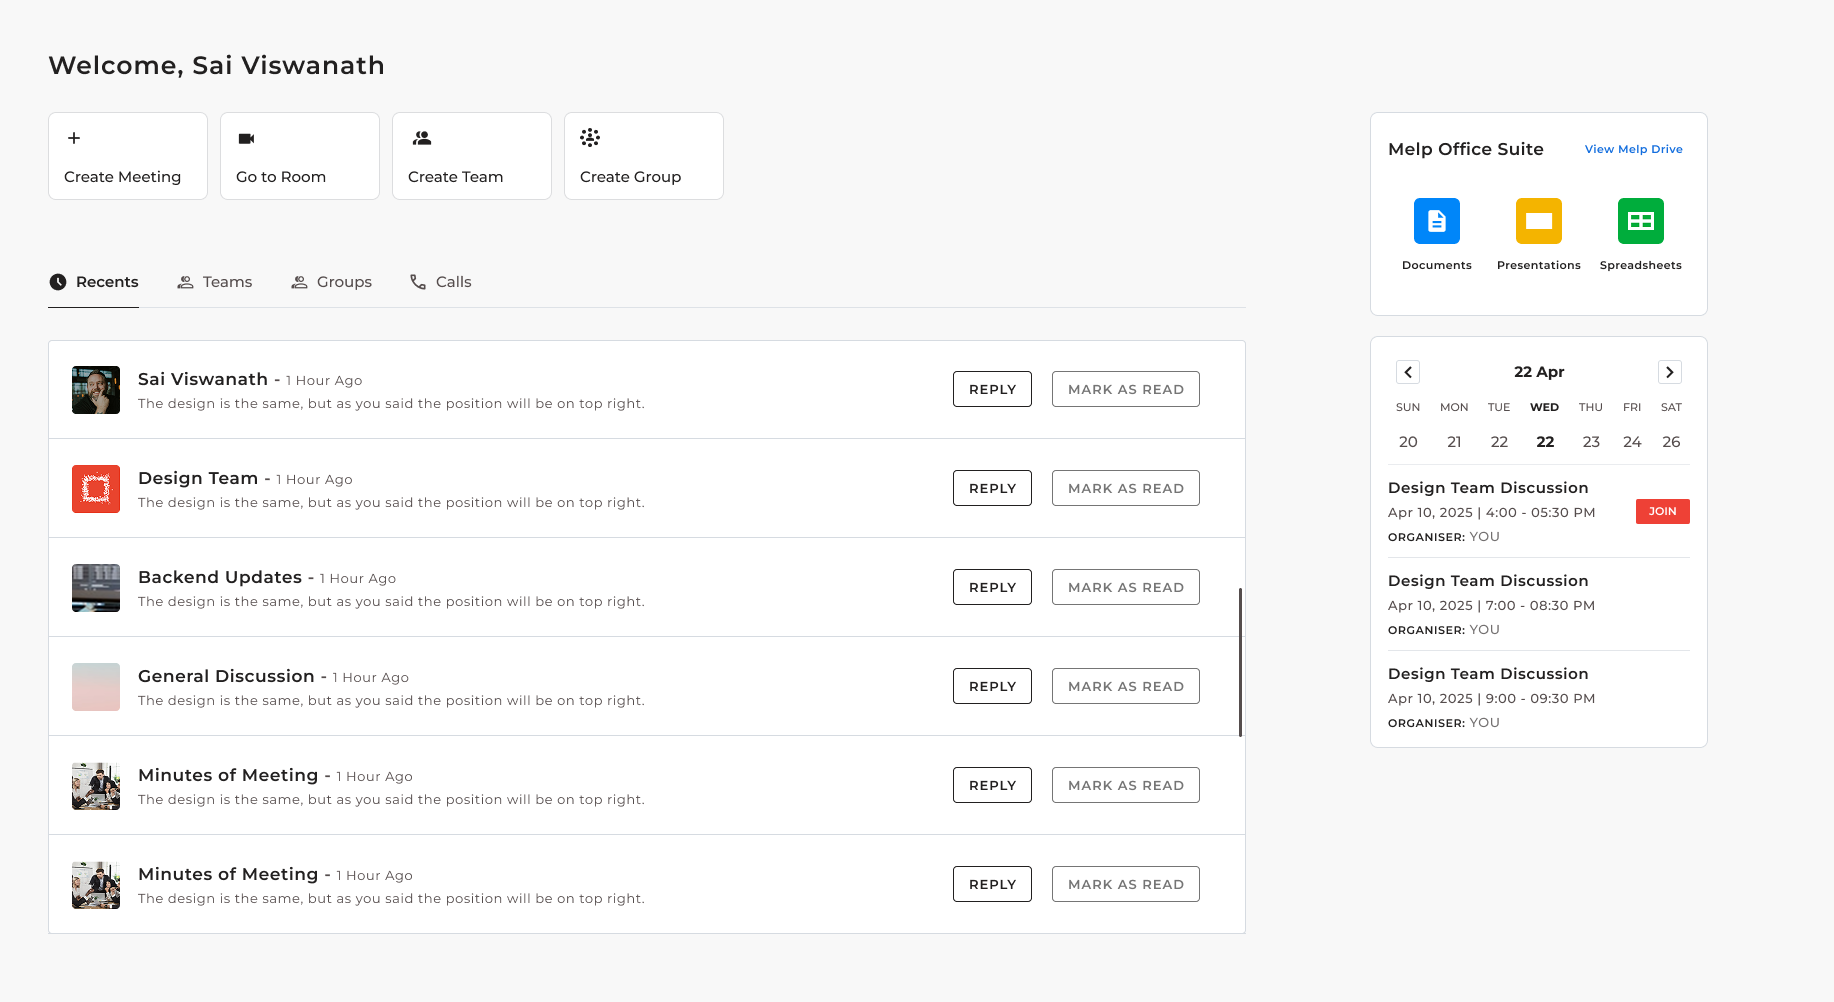 Welcome, Sai Viswanath
Create Meeting
Go to Room
Create Team
Create Group
Recents
Teams
Groups
Calls
Sai Viswanath - 1 Hour Ago
The design is the same, but as you said the position will be on top right.
REPLY
MARK AS READ
Design Team - 1 Hour Ago
The design is the same, but as you said the position will be on top right.
REPLY
MARK AS READ
Backend Updates - 1 Hour Ago
The design is the same, but as you said the position will be on top right.
REPLY
MARK AS READ
General Discussion - 1 Hour Ago
The design is the same, but as you said the position will be on top right.
REPLY
MARK AS READ
Minutes of Meeting - 1 Hour Ago
The design is the same, but as you said the position will be on top right.
REPLY
MARK AS READ
Minutes of Meeting - 1 Hour Ago
The design is the same, but as you said the position will be on top right.
REPLY
MARK AS READ
Melp Office Suite
View Melp Drive
Documents
Presentations
Spreadsheets
22 Apr
SUN MON TUE WED THU FRI SAT
20 21 22 22 23 24 26
Design Team Discussion
Apr 10, 2025 | 4:00 - 05:30 PM
JOIN
ORGANISER: YOU
Design Team Discussion
Apr 10, 2025 | 7:00 - 08:30 PM
ORGANISER: YOU
Design Team Discussion
Apr 10, 2025 | 9:00 - 09:30 PM
ORGANISER: YOU